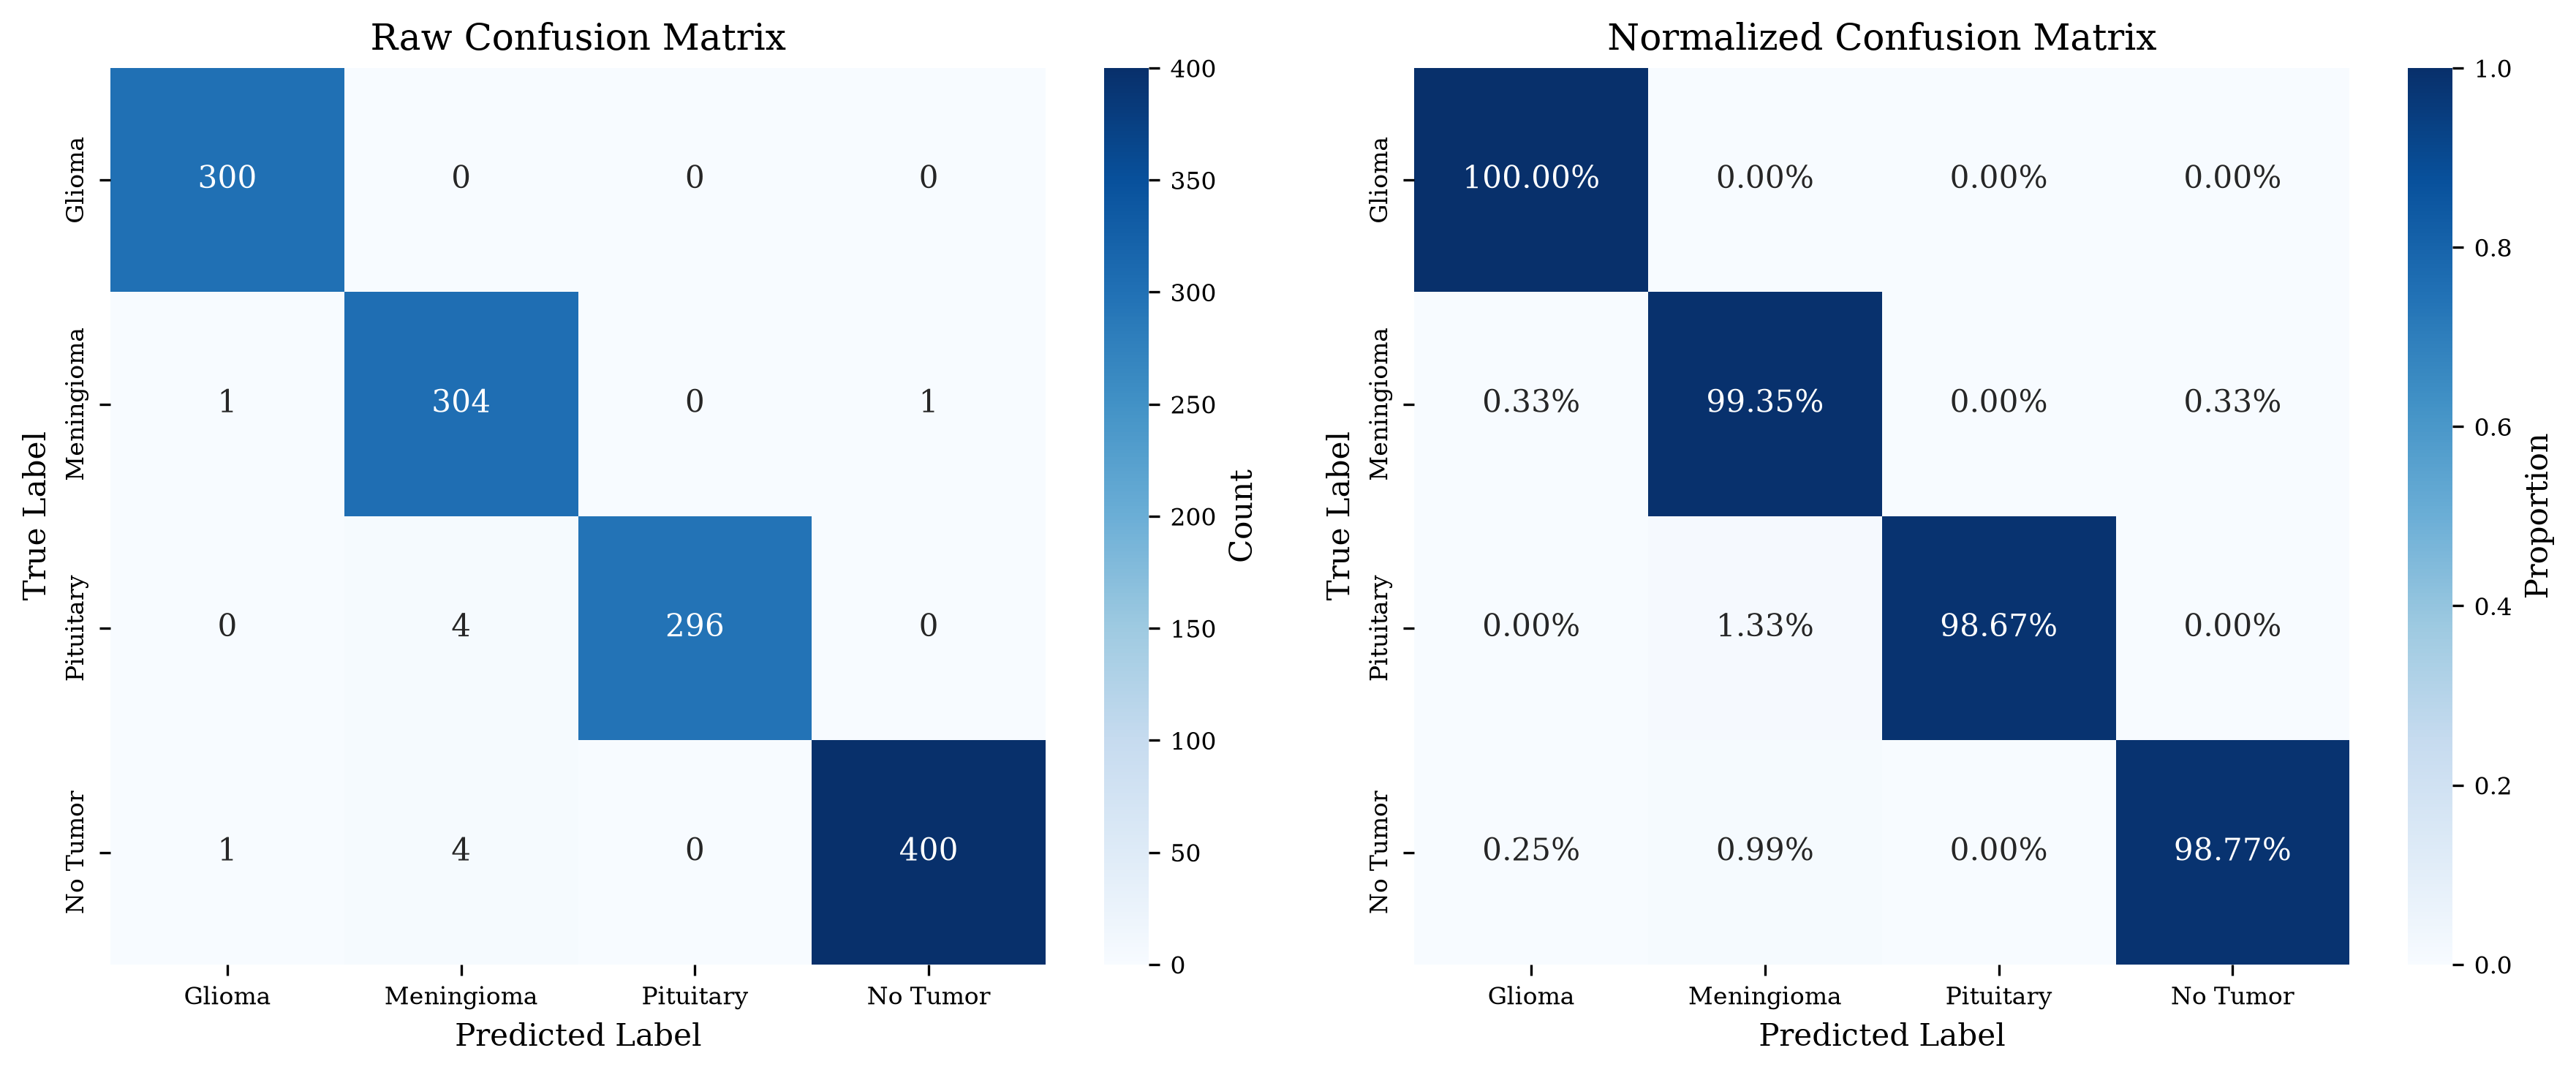 Raw Confusion Matrix
True Label
Glioma
300 0 0 0
Meningioma
1 304 0 1
Pituitary
0 4 296 0
No Tumor
1 4 0 400
Glioma Meningioma Pituitary No Tumor
Predicted Label
400
350
300
250
200
150
100
50
0
Count
Normalized Confusion Matrix
True Label
Glioma
100.00% 0.00% 0.00% 0.00%
Meningioma
0.33% 99.35% 0.00% 0.33%
Pituitary
0.00% 1.33% 98.67% 0.00%
No Tumor
0.25% 0.99% 0.00% 98.77%
Glioma Meningioma Pituitary No Tumor
Predicted Label
1.0
0.8
0.6
0.4
0.2
0.0
Proportion